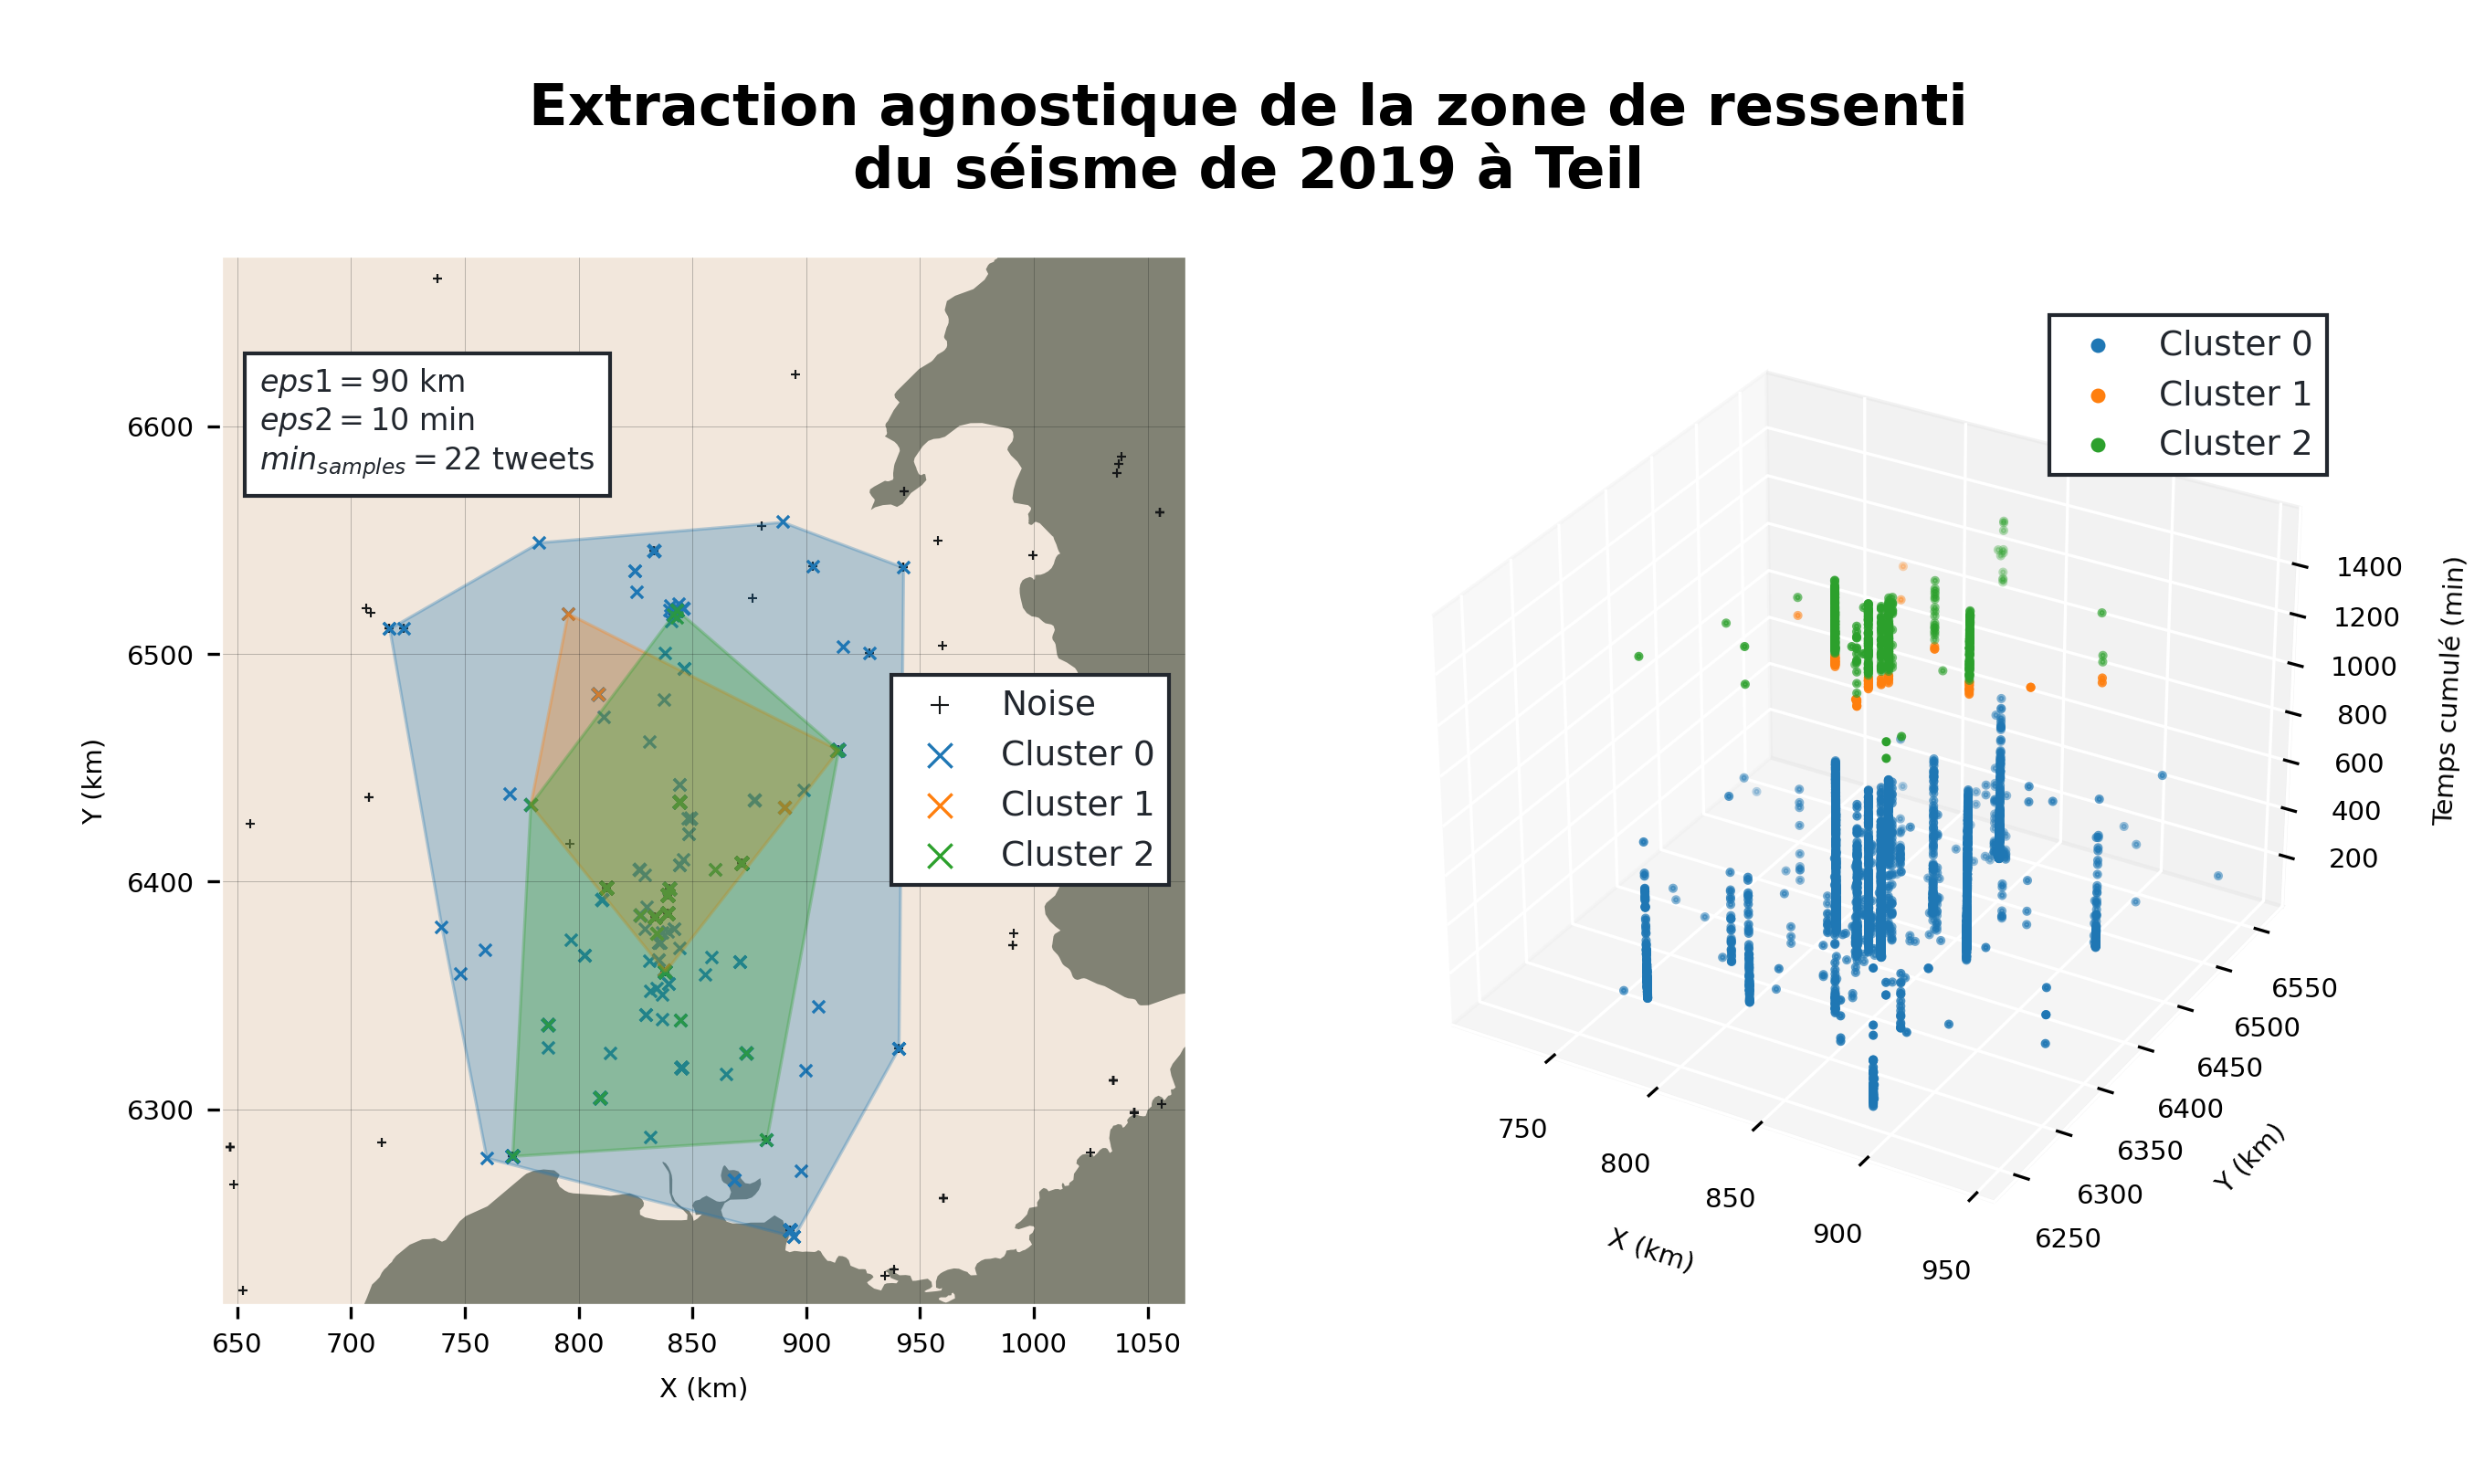 Extraction agnostique de la zone de ressenti
du séisme de 2019 à Teil
eps1 = 90 km
eps2 = 10 min
min_samples = 22 tweets
Noise
Cluster 0
Cluster 1
Cluster 2
6600
6500
6400
6300
Y (km)
650 700 750 800 850 900 950 1000 1050
X (km)
Cluster 0
Cluster 1
Cluster 2
1400
1200
1000
800
600
400
200
Temps cumulé (min)
6550
6500
6450
6400
6350
6300
6250
Y (km)
750
800
850
900
950
X (km)